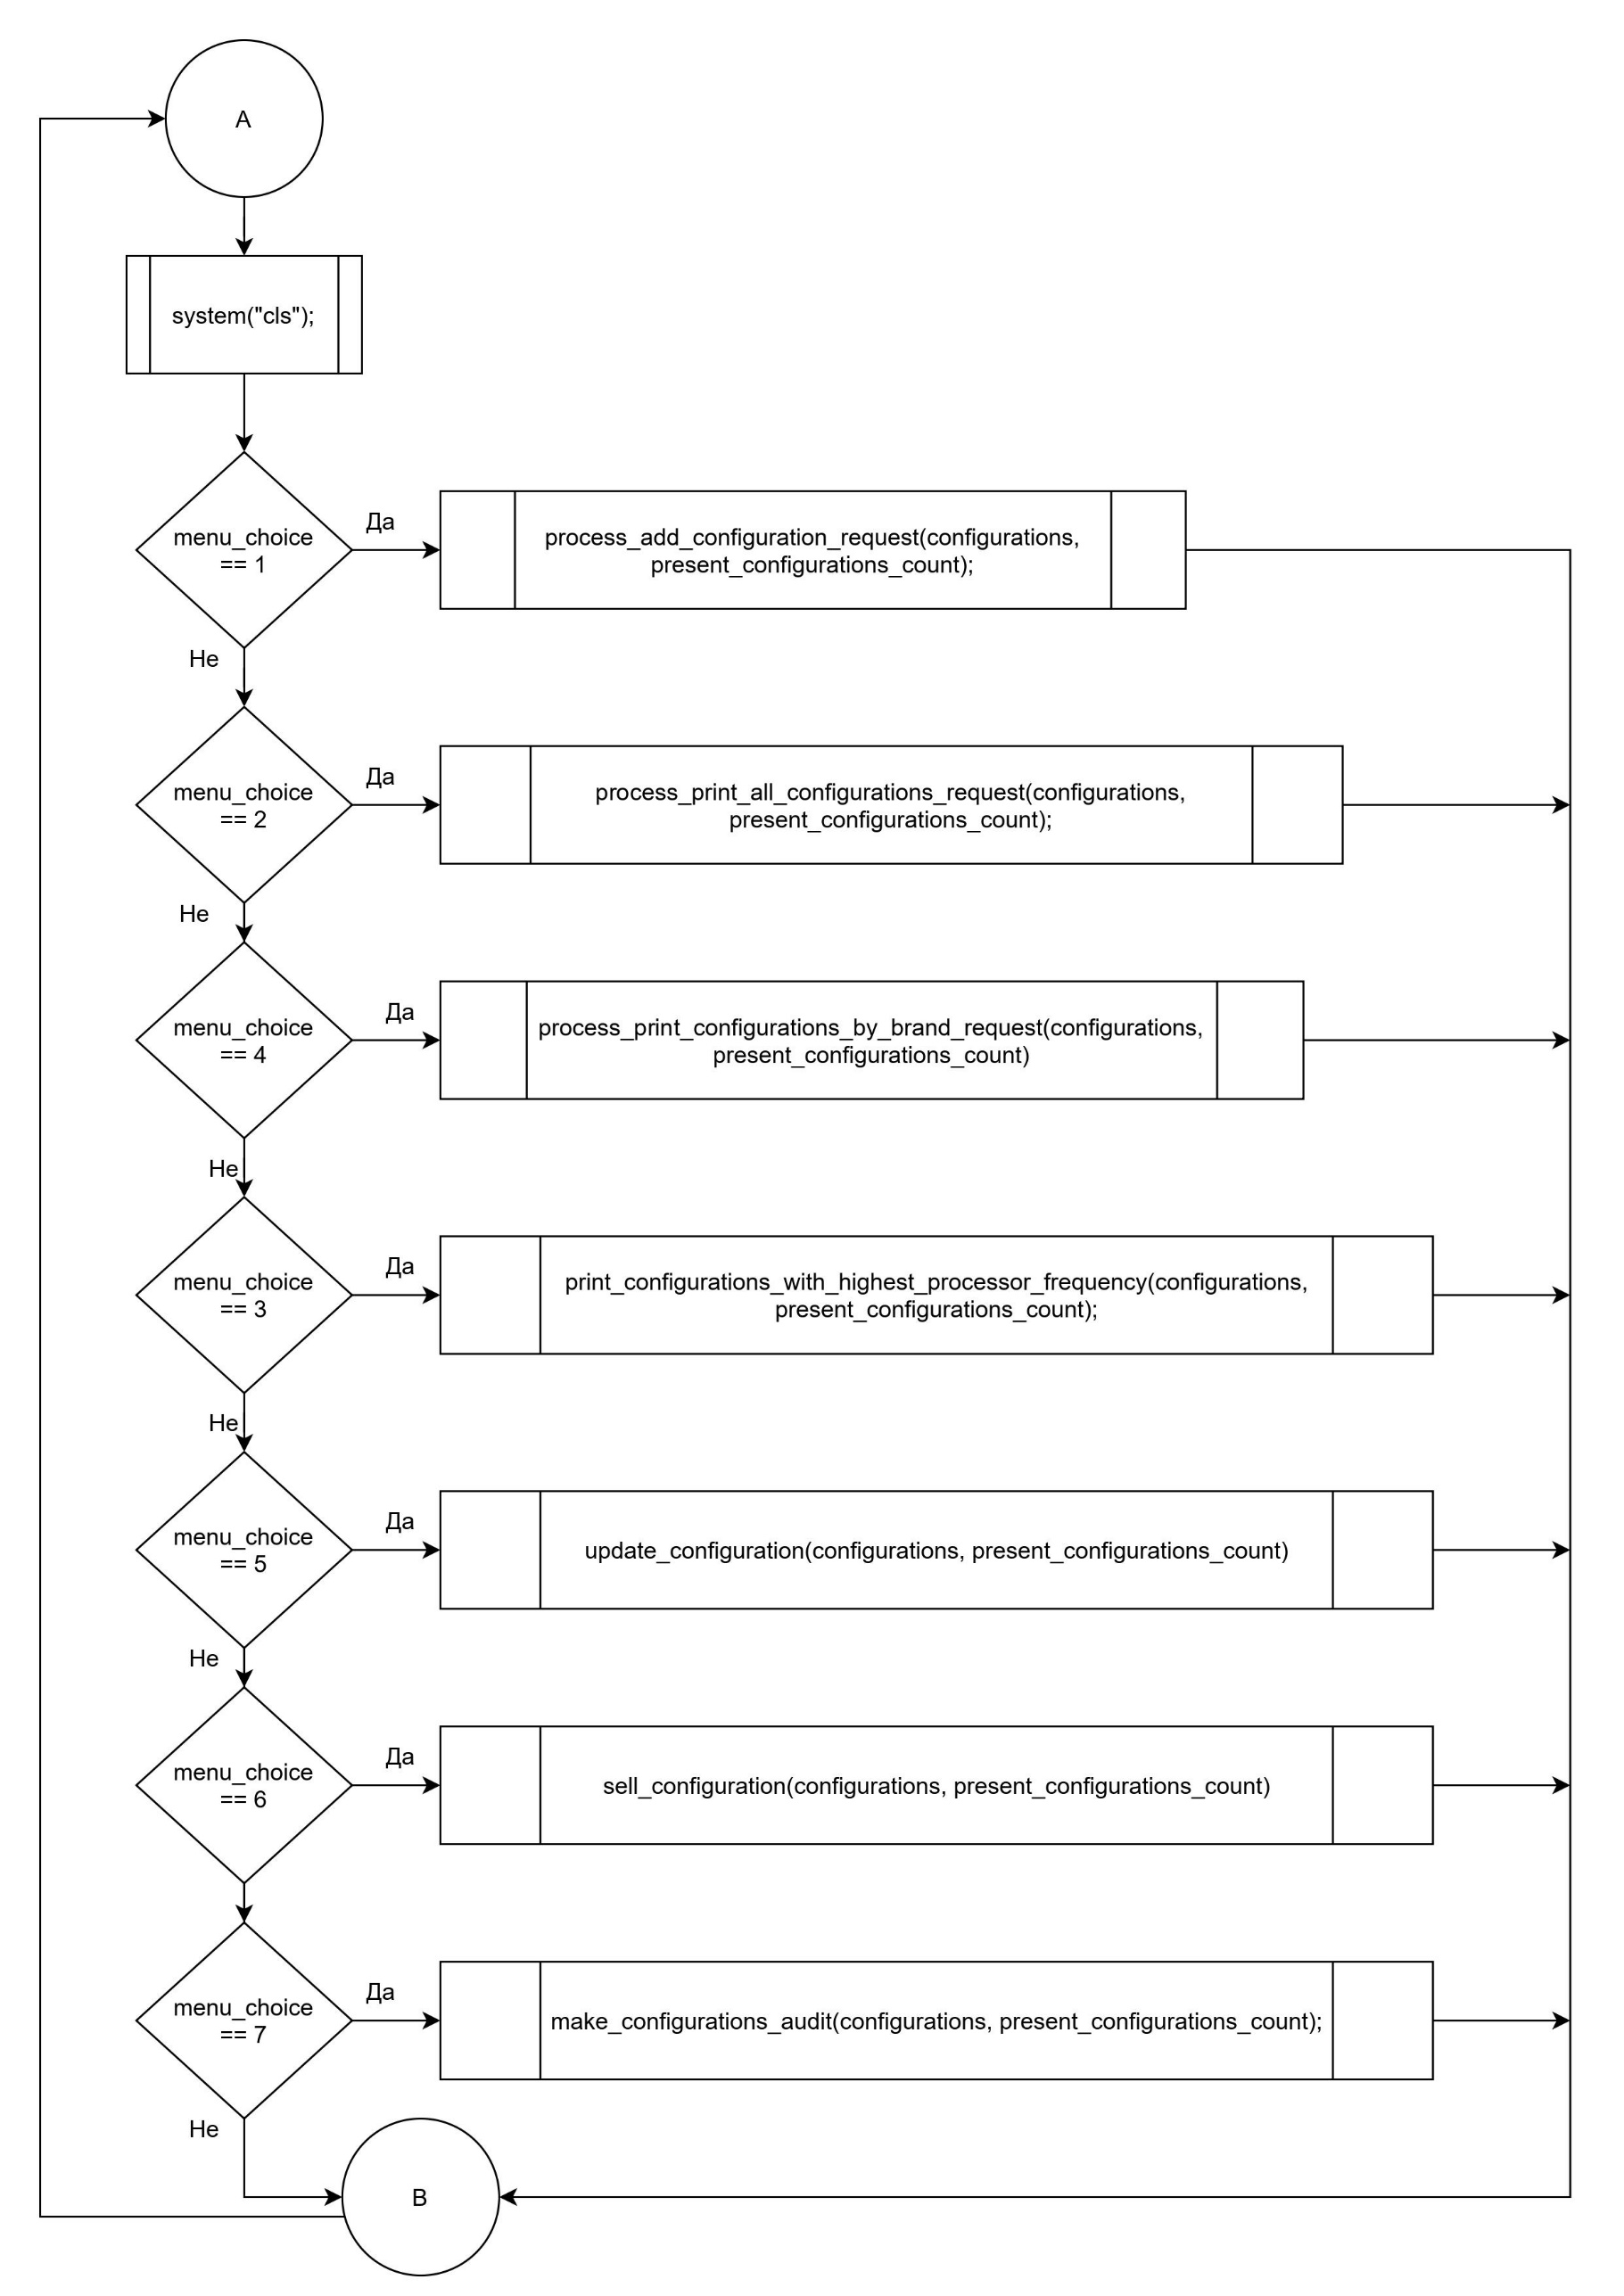 A
system("cls");
menu_choice
== 1
Да
process_add_configuration_request(configurations,
present_configurations_count);
Не
menu_choice
== 2
Да
process_print_all_configurations_request(configurations,
present_configurations_count);
Не
menu_choice
== 4
Да
process_print_configurations_by_brand_request(configurations,
present_configurations_count)
Не
menu_choice
== 3
Да
print_configurations_with_highest_processor_frequency(configurations,
present_configurations_count);
Не
menu_choice
== 5
Да
update_configuration(configurations, present_configurations_count)
Не
menu_choice
== 6
Да
sell_configuration(configurations, present_configurations_count)
menu_choice
== 7
Да
make_configurations_audit(configurations, present_configurations_count);
Не
B